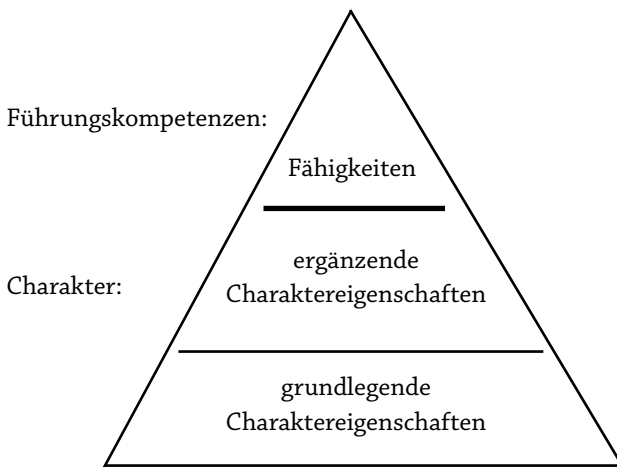 Führungskompetenzen:
Fähigkeiten
ergänzende
Charakter:
Charaktereigenschaften
grundlegende
Charaktereigenschaften